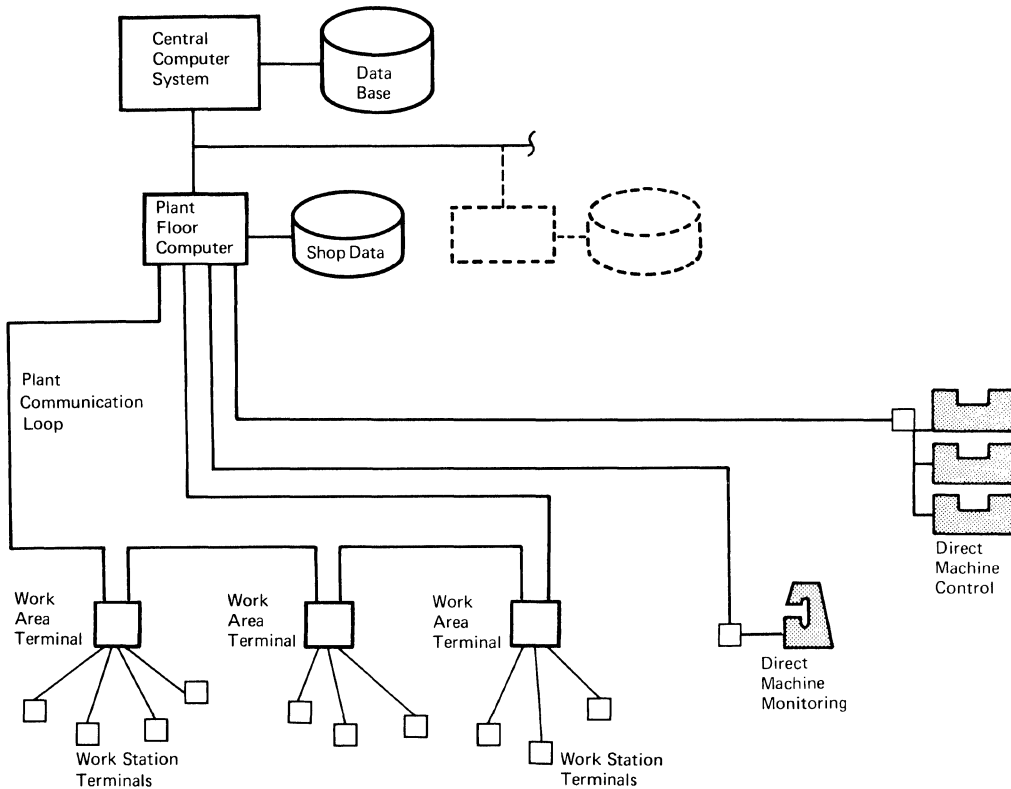 Central
Computer
System
Data
Base
Plant
Floor
Computer
Shop Data
Plant
Communication
Loop
Direct
Machine
Control
Work
Area
Terminal
Work
Area
Terminal
Work
Area
Terminal
Direct
Machine
Monitoring
Work Station
Terminals
Work Station
Terminals